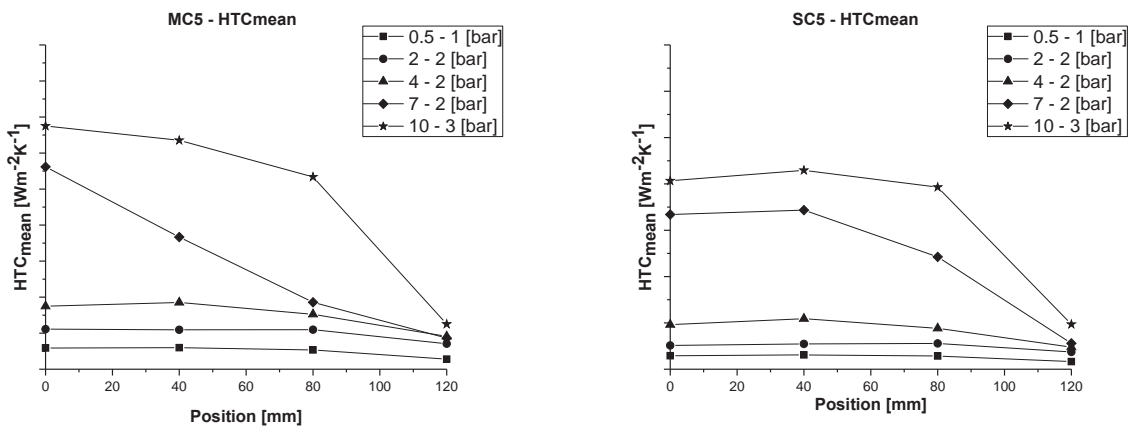 MC5 - HTCmean
0.5 - 1 [bar]
2 - 2 [bar]
4 - 2 [bar]
7 - 2 [bar]
10 - 3 [bar]
HTCmean [Wm-2K-1]
0 20 40 60 80 100 120
Position [mm]
SC5 - HTCmean
0.5 - 1 [bar]
2 - 2 [bar]
4 - 2 [bar]
7 - 2 [bar]
10 - 3 [bar]
HTCmean [Wm-2K-1]
0 20 40 60 80 100 120
Position [mm]